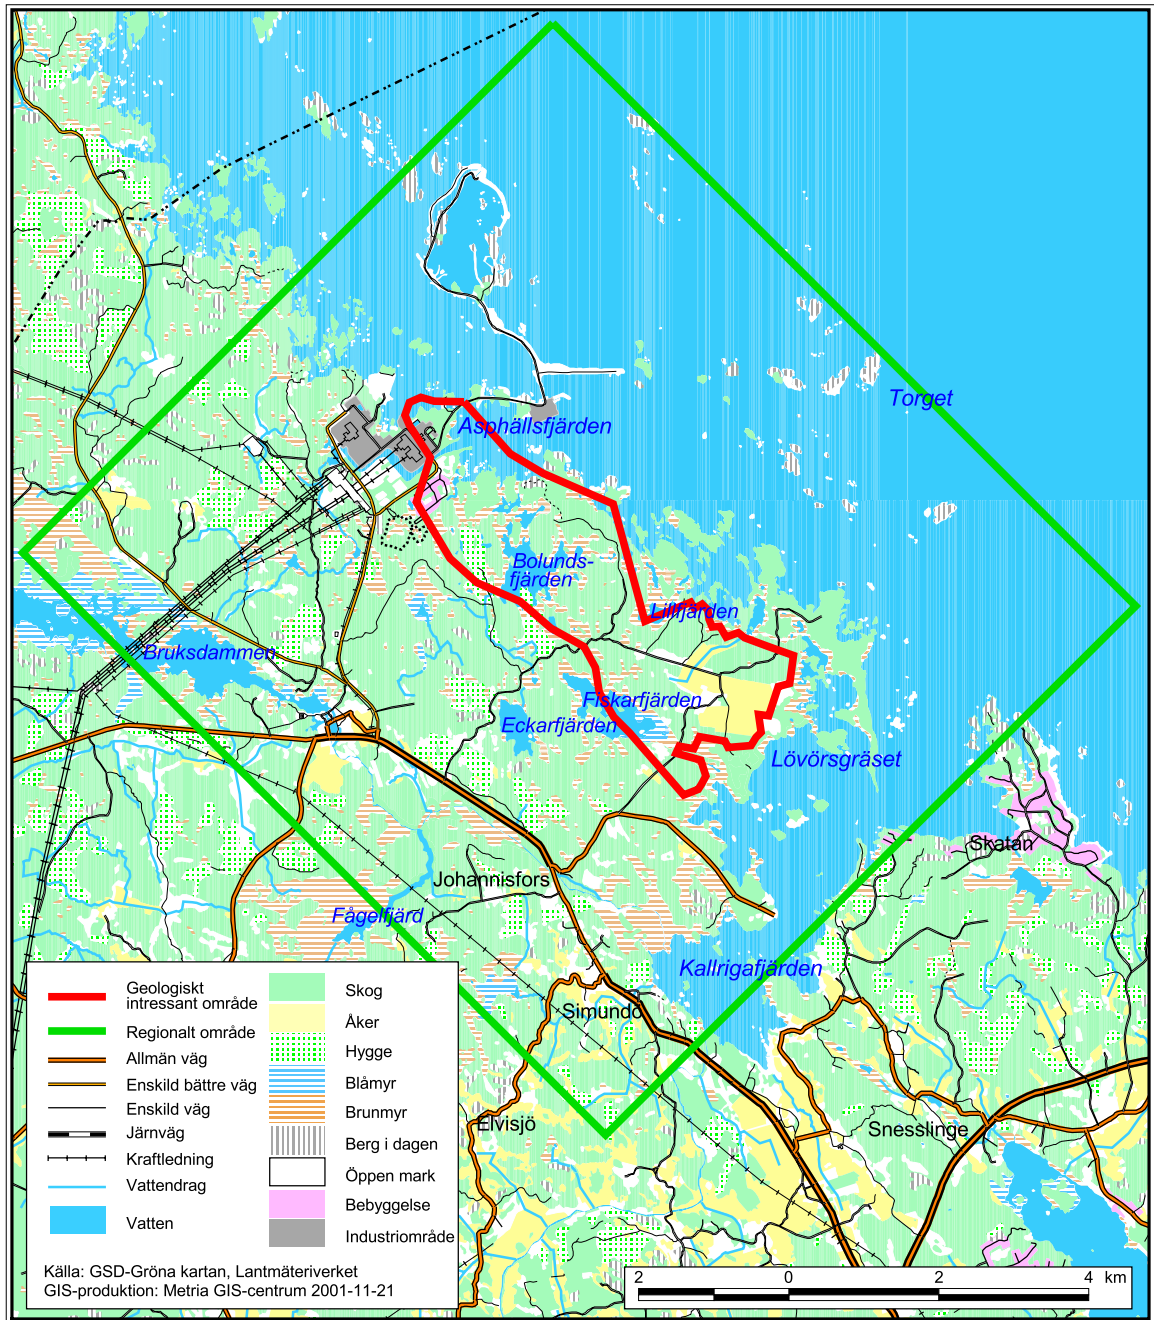 Torget
Asphällsfjärden
Bolunds-
fjärden
Lillfjärden
Bruksdammen
Fiskarfjärden
Eckarfjärden
Lövörsgräset
Skatan
Johannisfors
Fågelfjärd
Kallrigafjärden
Simundö
Elvisjö
Snesslinge
Geologiskt
intressant område
Regionalt område
Allmän väg
Enskild bättre väg
Enskild väg
Järnväg
Kraftledning
Vattendrag
Vatten
Skog
Åker
Hygge
Blåmyr
Brunmyr
Berg i dagen
Öppen mark
Bebyggelse
Industriområde
Källa: GSD-Gröna kartan, Lantmäteriverket
GIS-produktion: Metria GIS-centrum 2001-11-21
2 0 2 4 km